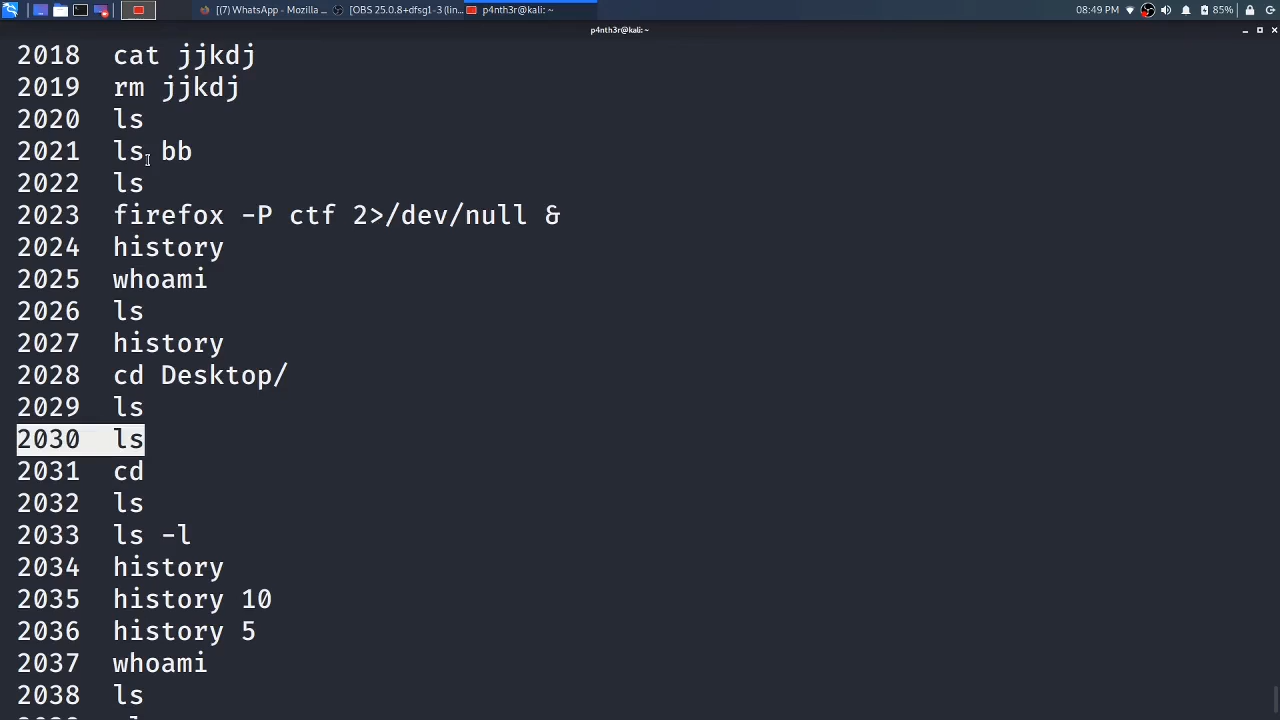 [(7) WhatsApp - Mozilla ...
[OBS 25.0.8+dfsg1-3 (lin...
p4nth3r@kali: ~
08:49 PM
85%
p4nth3r@kali: ~
2018 cat jjkdj
2019 rm jjkdj
2020 ls
2021 ls bb
2022 ls
2023 firefox -P ctf 2>/dev/null &
2024 history
2025 whoami
2026 ls
2027 history
2028 cd Desktop/
2029 ls
2030 ls
2031 cd
2032 ls
2033 ls -l
2034 history
2035 history 10
2036 history 5
2037 whoami
2038 ls